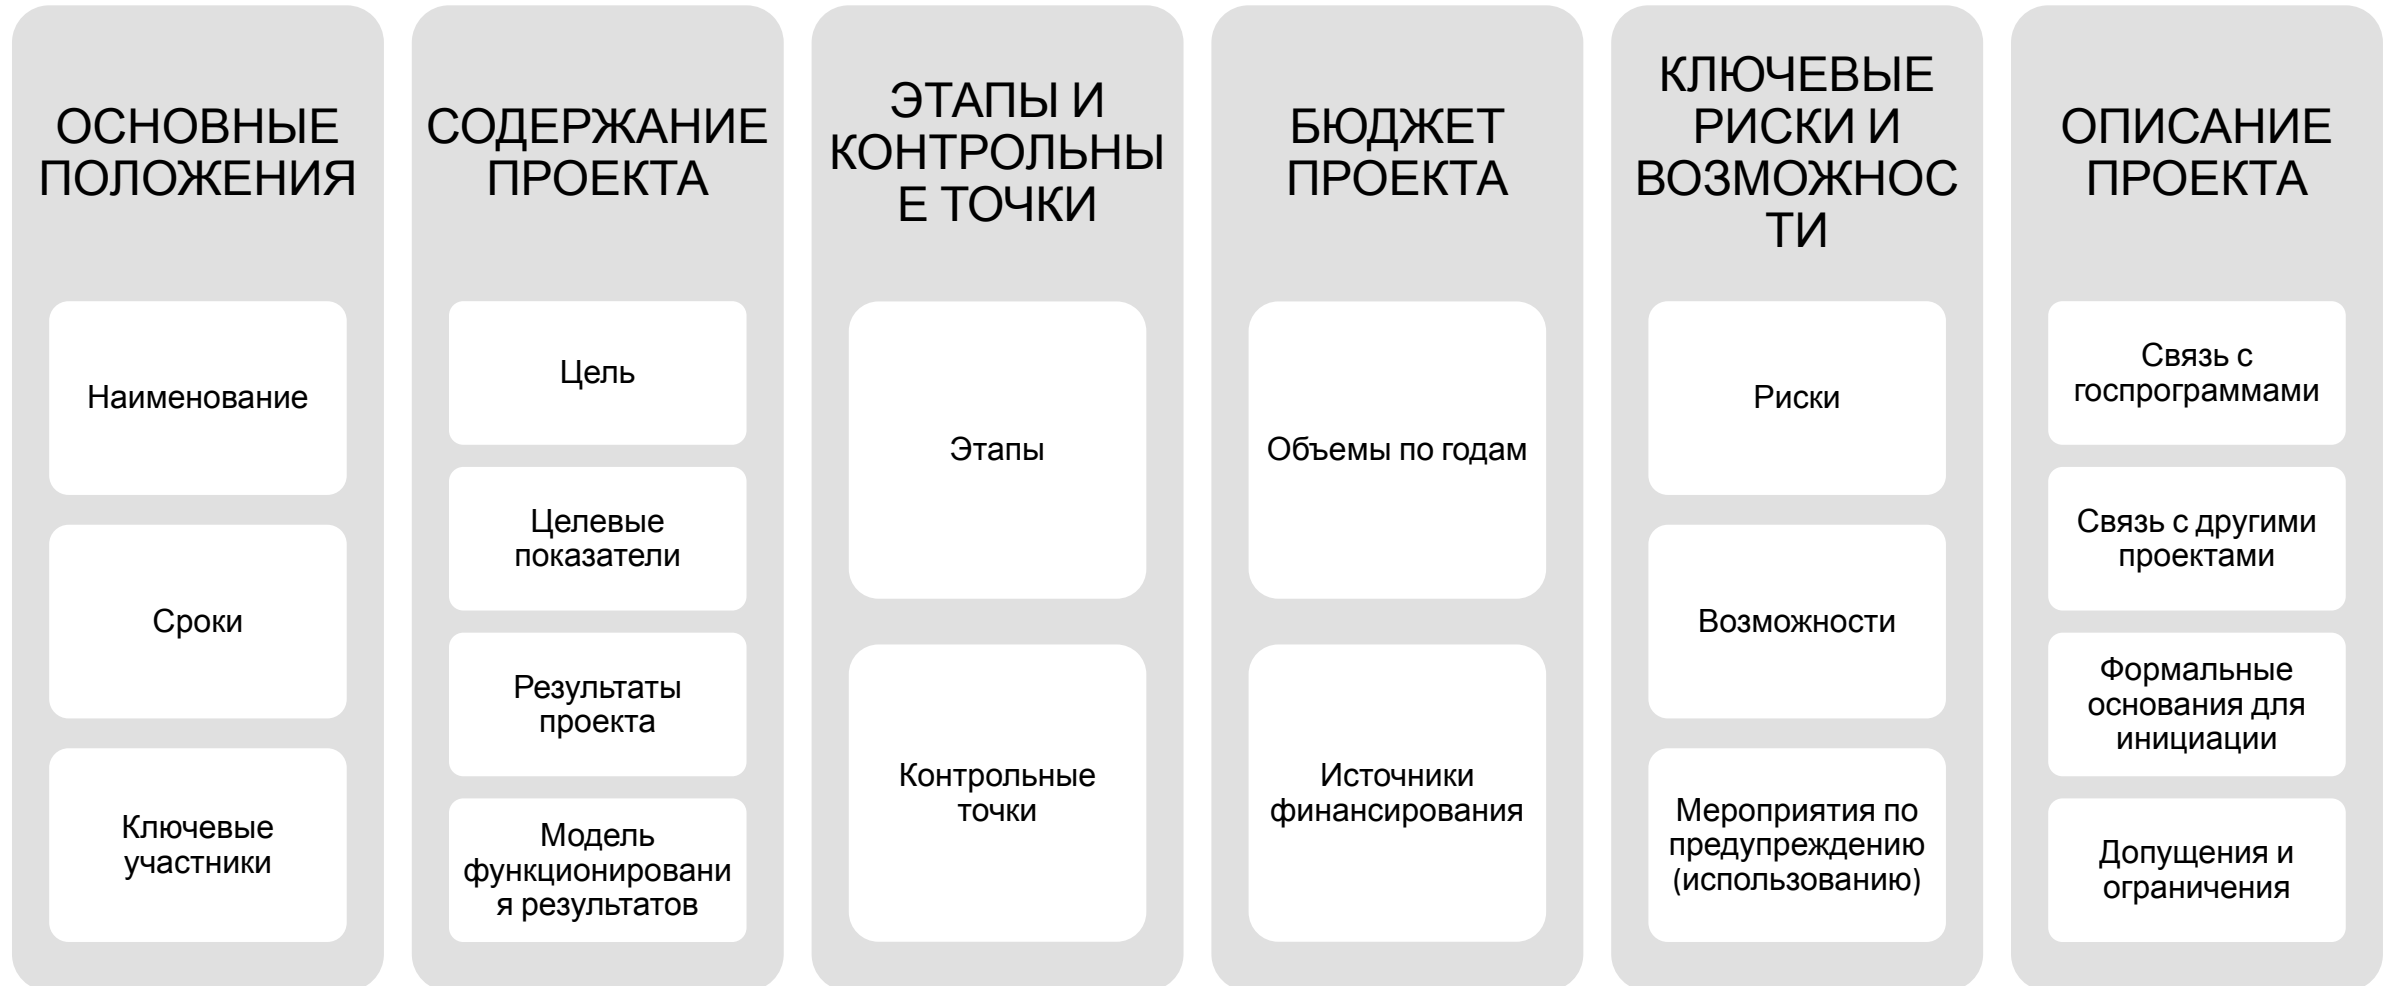 ОСНОВНЫЕ
ПОЛОЖЕНИЯ
Наименование
Сроки
Ключевые
участники
СОДЕРЖАНИЕ
ПРОЕКТА
Цель
Целевые
показатели
Результаты
проекта
Модель
функционировани
я результатов
ЭТАПЫ И
КОНТРОЛЬНЫ
Е ТОЧКИ
Этапы
Контрольные
точки
БЮДЖЕТ
ПРОЕКТА
Объемы по годам
Источники
финансирования
КЛЮЧЕВЫЕ
РИСКИ И
ВОЗМОЖНОС
ТИ
Риски
Возможности
Мероприятия по
предупреждению
(использованию)
ОПИСАНИЕ
ПРОЕКТА
Связь с
госпрограммами
Связь с другими
проектами
Формальные
основания для
инициации
Допущения и
ограничения